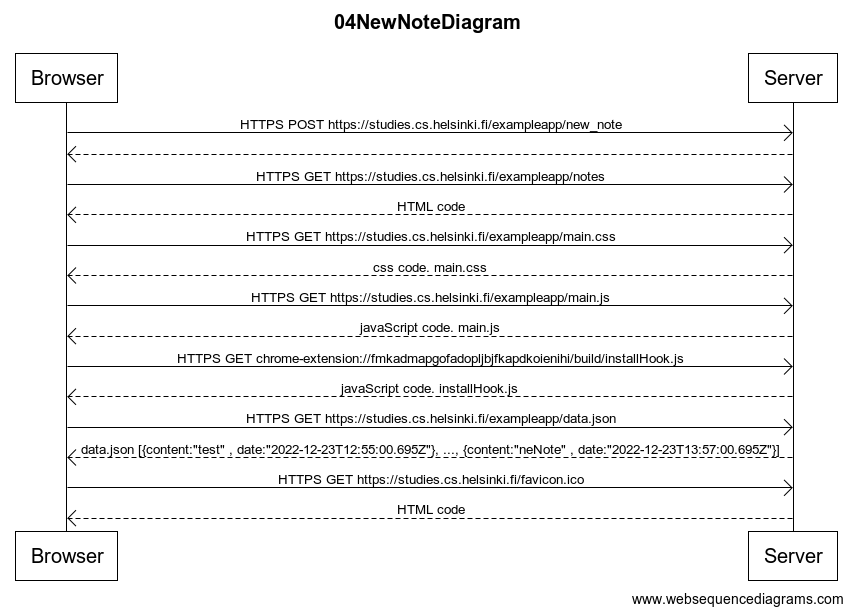 04NewNoteDiagram
Browser
Server
HTTPS POST https://studies.cs.helsinki.fi/exampleapp/new_note
HTTPS GET https://studies.cs.helsinki.fi/exampleapp/notes
HTML code
HTTPS GET https://studies.cs.helsinki.fi/exampleapp/main.css
css code. main.css
HTTPS GET https://studies.cs.helsinki.fi/exampleapp/main.js
javaScript code. main.js
HTTPS GET chrome-extension://fmkadmapgofadopljbjfkapdkoienihi/build/installHook.js
javaScript code. installHook.js
HTTPS GET https://studies.cs.helsinki.fi/exampleapp/data.json
data.json [{content:"test" , date:"2022-12-23T12:55:00.695Z"}, ..., {content:"neNote" , date:"2022-12-23T13:57:00.695Z"}]
HTTPS GET https://studies.cs.helsinki.fi/favicon.ico
HTML code
Browser
Server
www.websequencediagrams.com